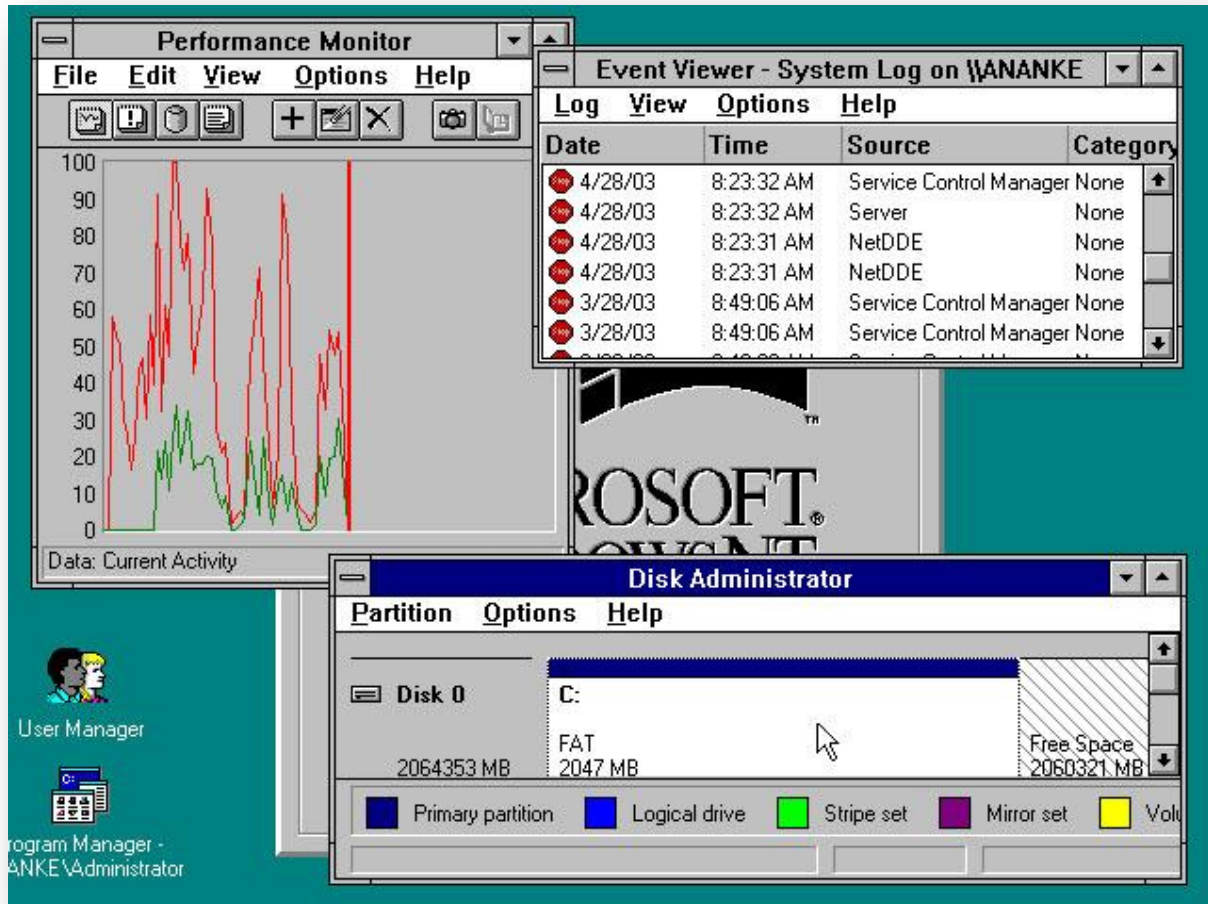 Performance Monitor
File Edit View Options Help
100
90
80
70
60
50
40
30
20
10
0
Data: Current Activity
Event Viewer - System Log on \\ANANKE
Log View Options Help
Date Time Source Category
4/28/03 8:23:32 AM Service Control Manager None
4/28/03 8:23:32 AM Server None
4/28/03 8:23:31 AM NetDDE None
4/28/03 8:23:31 AM NetDDE None
3/28/03 8:49:06 AM Service Control Manager None
3/28/03 8:49:06 AM Service Control Manager None
TM
ROSOFT®
Disk Administrator
Partition Options Help
Disk 0
2064353 MB
C:
FAT
2047 MB
Free Space
2060321 MB
Primary partition Logical drive Stripe set Mirror set Volu
User Manager
C:
rogram Manager -
ANKE\Administrator